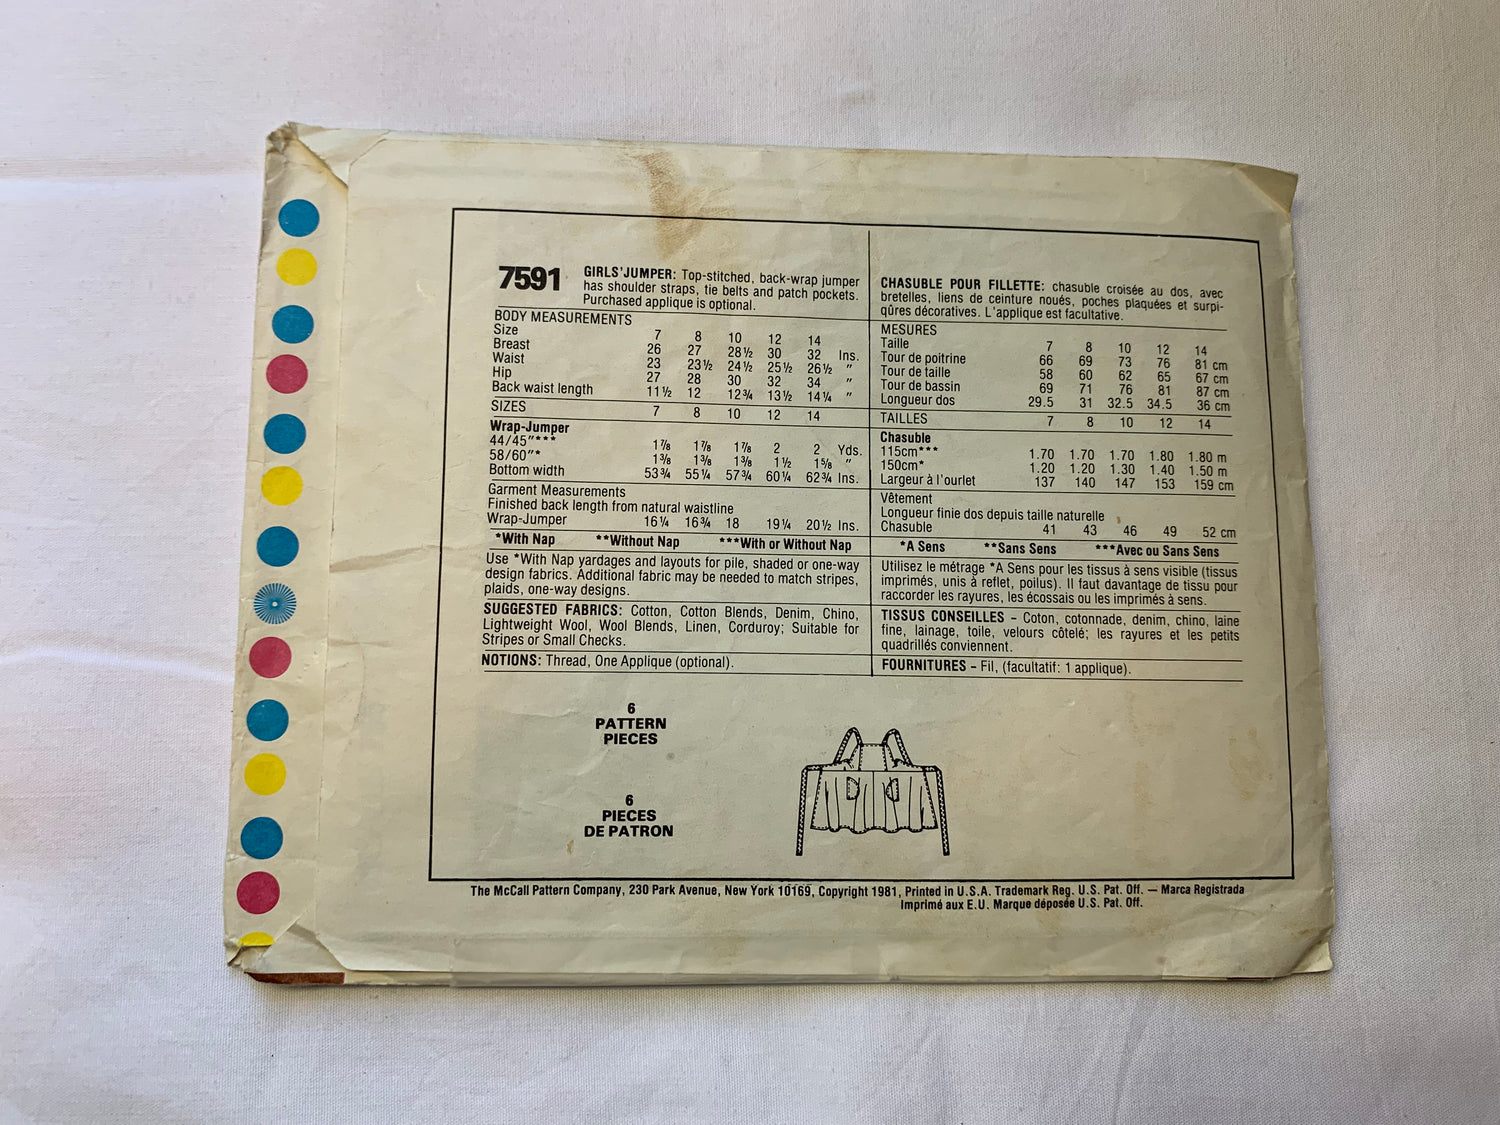 7591
GIRLS' JUMPER: Top-stitched, back-wrap jumper
has shoulder straps, tie belts and patch pockets.
Purchased applique is optional.
BODY MEASUREMENTS
Size 7 8 10 12 14
Breast 26 27 28½ 30 32 Ins.
Waist 23 23½ 24½ 25½ 26½ "
Hip 27 28 30 32 34 "
Back waist length 11½ 12 12¾ 13½ 14¼ "
SIZES 7 8 10 12 14
Wrap-Jumper
44/45"*** 1⅞ 1⅞ 1⅞ 2 2 Yds.
58/60"* 1⅜ 1⅜ 1⅜ 1½ 1⅝ "
Bottom width 53¾ 55¼ 57¾ 60¼ 62¾ Ins.
Garment Measurements
Finished back length from natural waistline
Wrap-Jumper 16¼ 16¾ 18 19¼ 20½ Ins.
*With Nap **Without Nap ***With or Without Nap
Use *With Nap yardages and layouts for pile, shaded or one-way
design fabrics. Additional fabric may be needed to match stripes,
plaids, one-way designs.
SUGGESTED FABRICS: Cotton, Cotton Blends, Denim, Chino,
Lightweight Wool, Wool Blends, Linen, Corduroy; Suitable for
Stripes or Small Checks.
NOTIONS: Thread, One Applique (optional).
CHASUBLE POUR FILLETTE: chasuble croisée au dos, avec
bretelles, liens de ceinture noués, poches plaquées et surpi-
qûres décoratives. L'applique est facultative.
MESURES
Taille 7 8 10 12 14
Tour de poitrine 66 69 73 76 81 cm
Tour de taille 58 60 62 65 67 cm
Tour de bassin 69 71 76 81 87 cm
Longueur dos 29.5 31 32.5 34.5 36 cm
TAILLES 7 8 10 12 14
Chasuble
115cm*** 1.70 1.70 1.70 1.80 1.80 m
150cm* 1.20 1.20 1.30 1.40 1.50 m
Largeur à l'ourlet 137 140 147 153 159 cm
Vêtement
Longueur finie dos depuis taille naturelle
Chasuble 41 43 46 49 52 cm
*A Sens **Sans Sens ***Avec ou Sans Sens
Utilisez le métrage *A Sens pour les tissus à sens visible (tissus
imprimés, unis à reflet, poilus). Il faut davantage de tissu pour
raccorder les rayures, les écossais ou les imprimés à sens.
TISSUS CONSEILLES – Coton, cotonnade, denim, chino, laine
fine, lainage, toile, velours côtelé; les rayures et les petits
quadrillés conviennent.
FOURNITURES – Fil, (facultatif: 1 applique).
6
PATTERN
PIECES
6
PIECES
DE PATRON
The McCall Pattern Company, 230 Park Avenue, New York 10169, Copyright 1981, Printed in U.S.A. Trademark Reg. U.S. Pat. Off. — Marca Registrada
Imprimé aux E.U. Marque déposée U.S. Pat. Off.